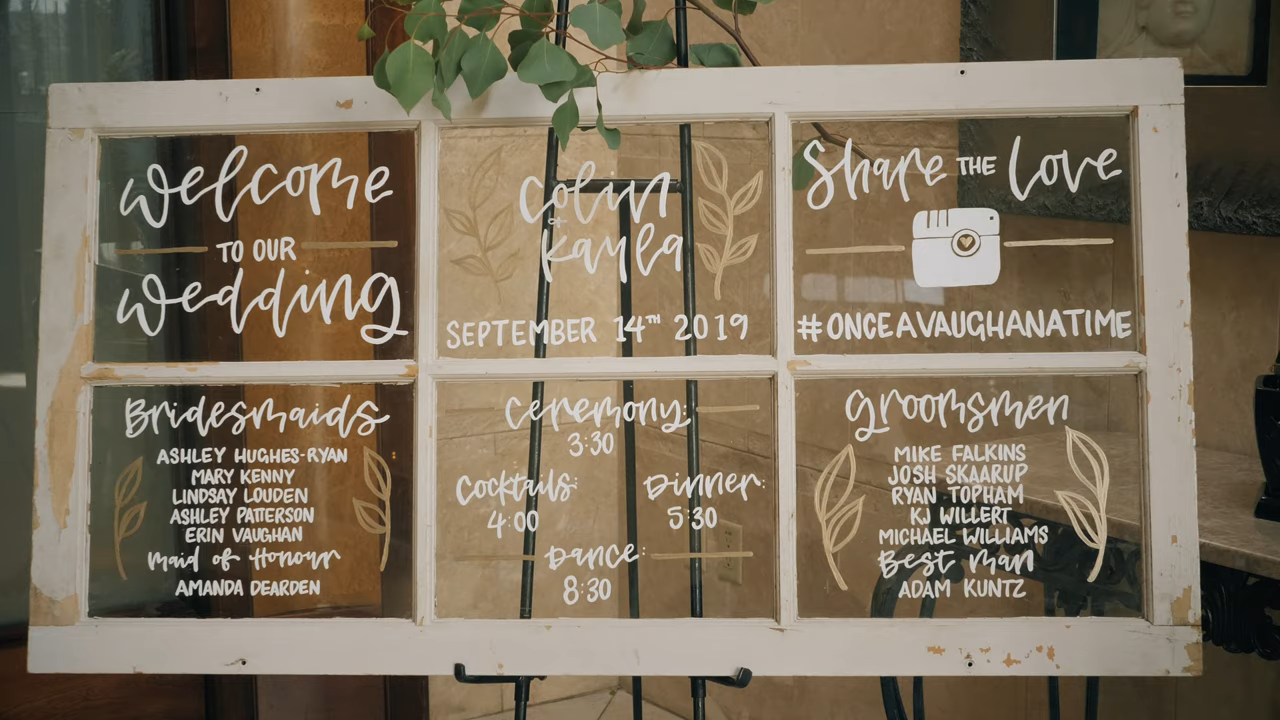 Welcome
TO OUR
Wedding
Colin
&
Kayla
SEPTEMBER 14TH 2019
Share THE Love
#ONCEAVAUGHANATIME
Bridesmaids
ASHLEY HUGHES-RYAN
MARY KENNY
LINDSAY LOUDEN
ASHLEY PATTERSON
ERIN VAUGHAN
Maid of Honour
AMANDA DEARDEN
Ceremony:
3:30
Cocktails:
4:00
Dinner:
5:30
Dance:
8:30
Groomsmen
MIKE FALKINS
JOSH SKAARUP
RYAN TOPHAM
KJ WILLERT
MICHAEL WILLIAMS
Best Man
ADAM KUNTZ